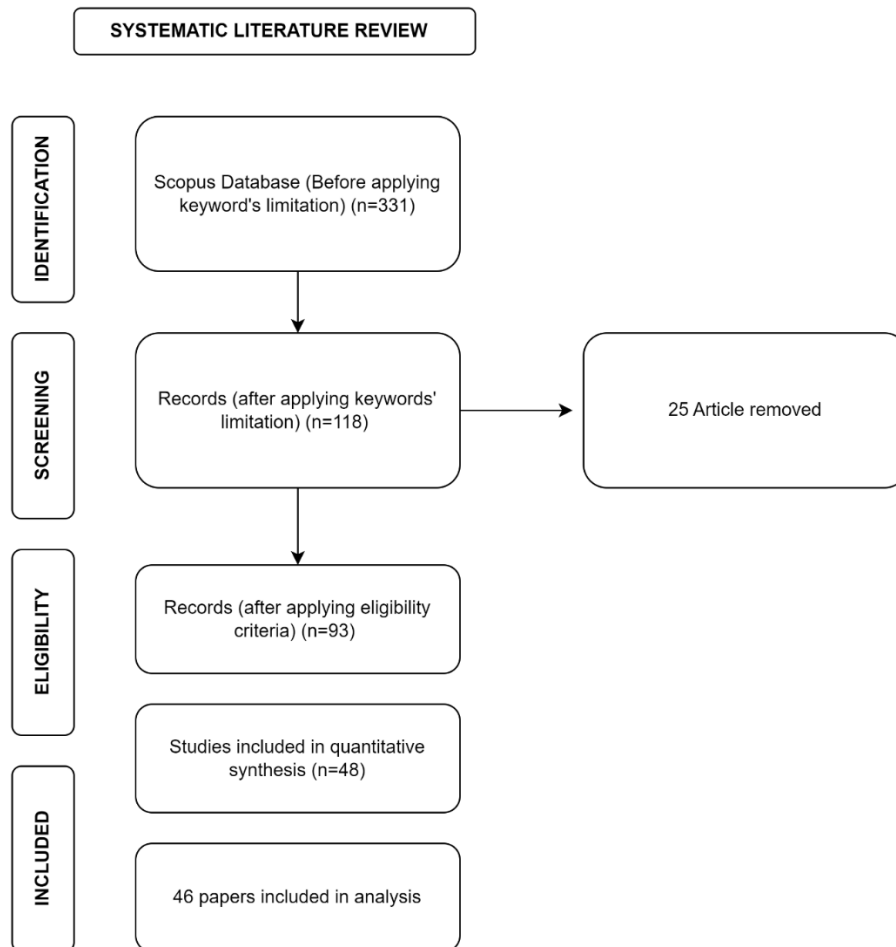 SYSTEMATIC LITERATURE REVIEW
IDENTIFICATION
Scopus Database (Before applying
keyword's limitation) (n=331)
SCREENING
Records (after applying keywords'
limitation) (n=118)
25 Article removed
ELIGIBILITY
Records (after applying eligibility
criteria) (n=93)
Studies included in quantitative
synthesis (n=48)
INCLUDED
46 papers included in analysis